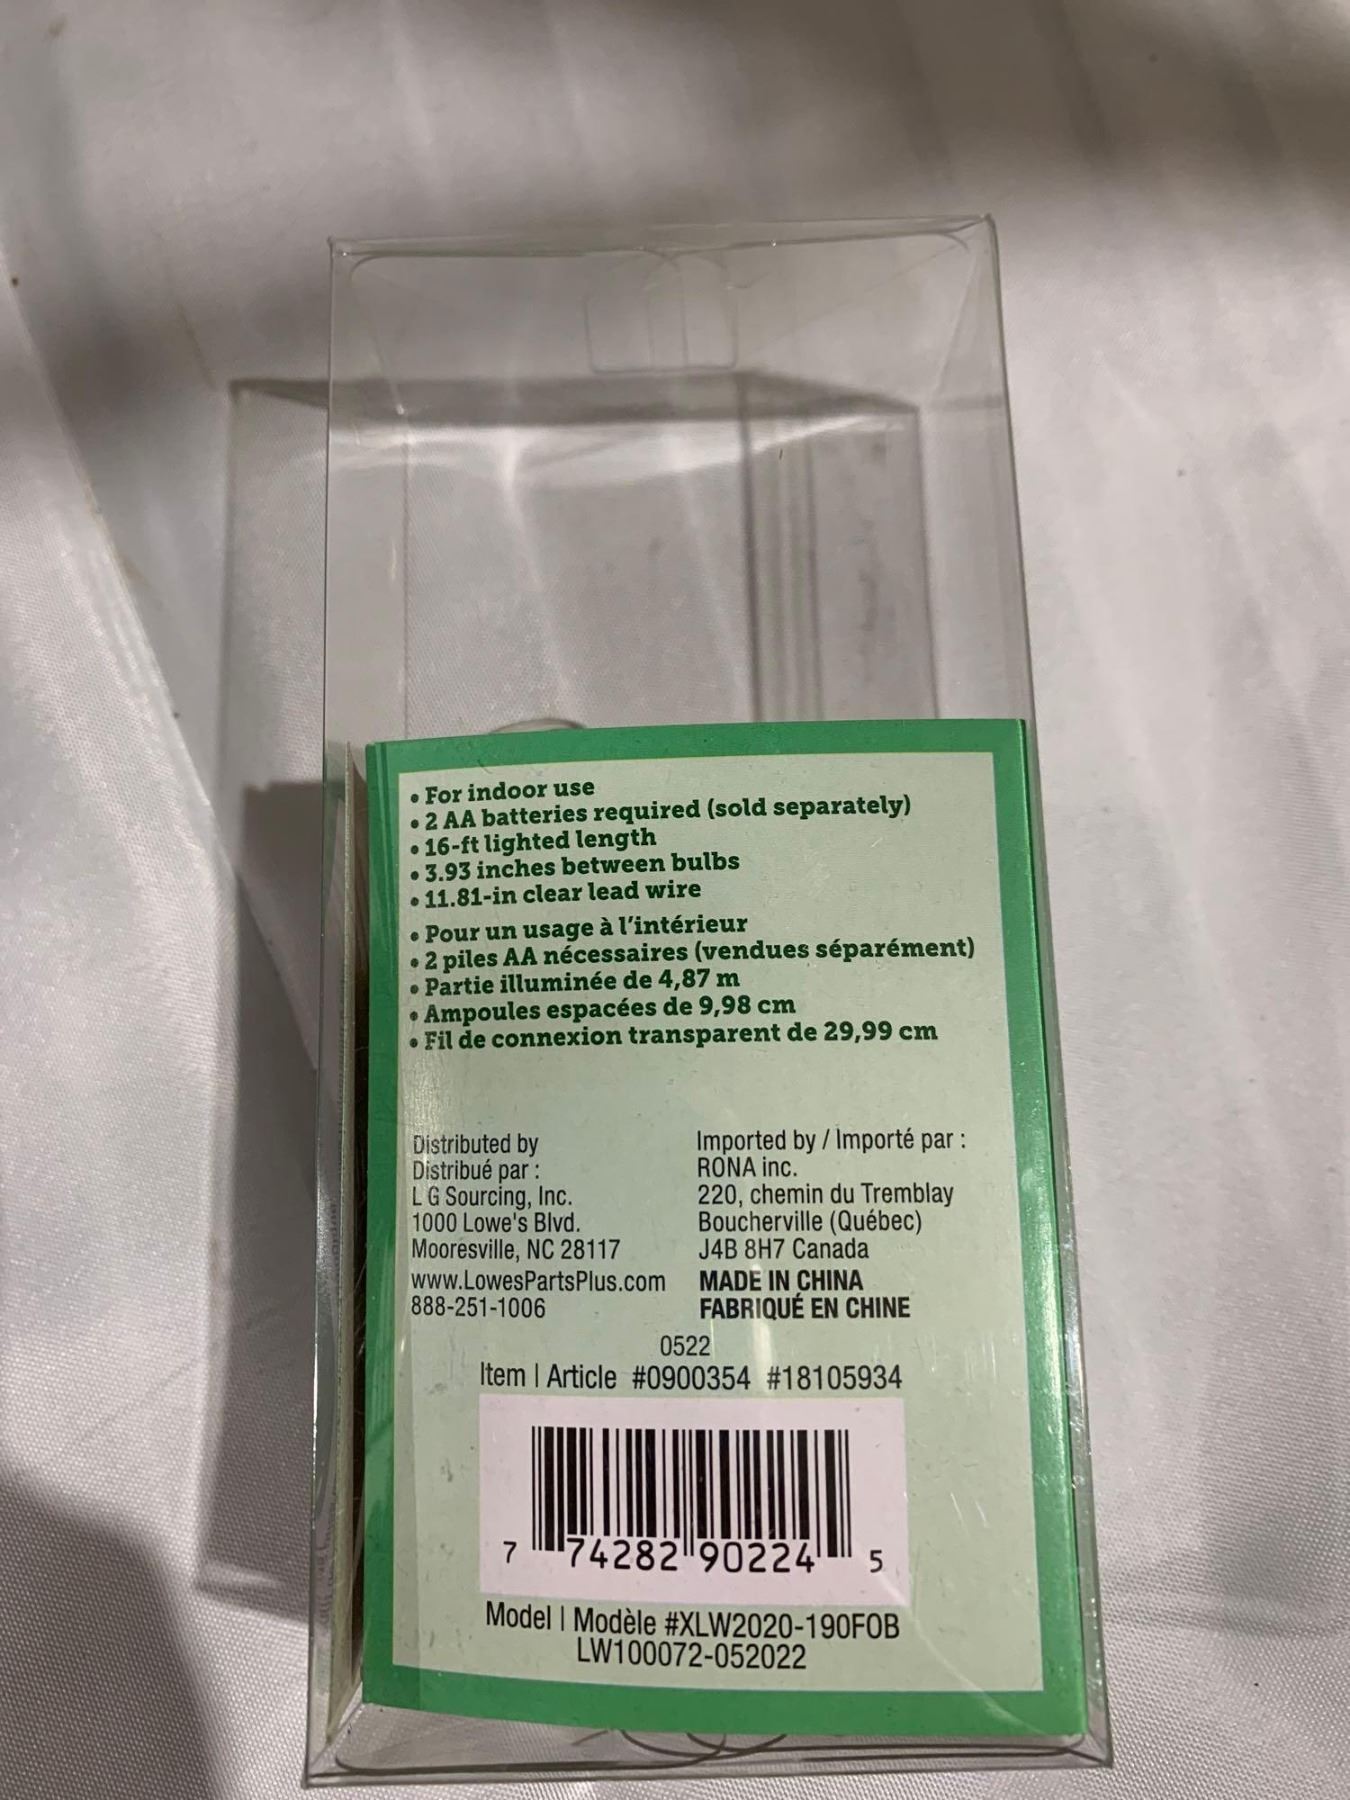 • For indoor use
• 2 AA batteries required (sold separately)
• 16-ft lighted length
• 3.93 inches between bulbs
• 11.81-in clear lead wire
• Pour un usage à l'intérieur
• 2 piles AA nécessaires (vendues séparément)
• Partie illuminée de 4,87 m
• Ampoules espacées de 9,98 cm
• Fil de connexion transparent de 29,99 cm
Distributed by
Distribué par :
L G Sourcing, Inc.
1000 Lowe's Blvd.
Mooresville, NC 28117
www.LowesPartsPlus.com
888-251-1006
Imported by / Importé par :
RONA inc.
220, chemin du Tremblay
Boucherville (Québec)
J4B 8H7 Canada
MADE IN CHINA
FABRIQUÉ EN CHINE
0522
Item | Article #0900354 #18105934
7 74282 90224 5
Model | Modèle #XLW2020-190FOB
LW100072-052022